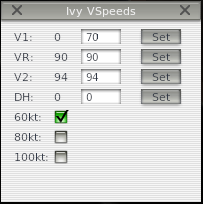 Ivy VSpeeds
V1: 0 70 Set
VR: 90 90 Set
V2: 94 94 Set
DH: 0 0 Set
60kt:
80kt:
100kt: